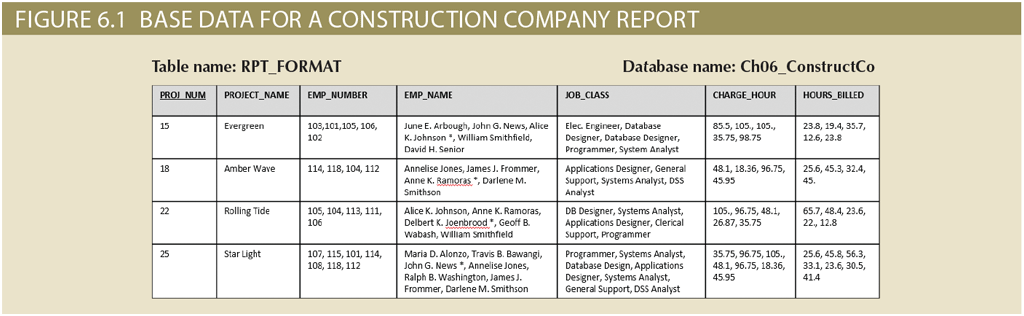 FIGURE 6.1 BASE DATA FOR A CONSTRUCTION COMPANY REPORT
Table name: RPT_FORMAT
Database name: Ch06_ConstructCo
PROJ_NUM
PROJECT_NAME
EMP_NUMBER
EMP_NAME
JOB_CLASS
CHARGE_HOUR
HOURS_BILLED
15
Evergreen
103,101,105, 106,
102
June E. Arbough, John G. News, Alice
K. Johnson *, William Smithfield,
David H. Senior
Elec. Engineer, Database
Designer, Database Designer,
Programmer, System Analyst
85.5, 105., 105.,
35.75, 98.75
23.8, 19.4, 35.7,
12.6, 23.8
18
Amber Wave
114, 118, 104, 112
Annelise Jones, James J. Frommer,
Anne K. Ramoras *, Darlene M.
Smithson
Applications Designer, General
Support, Systems Analyst, DSS
Analyst
48.1, 18.36, 96.75,
45.95
25.6, 45.3, 32.4,
45.
22
Rolling Tide
105, 104, 113, 111,
106
Alice K. Johnson, Anne K. Ramoras,
Delbert K. Joenbrood *, Geoff B.
Wabash, William Smithfield
DB Designer, Systems Analyst,
Applications Designer, Clerical
Support, Programmer
105., 96.75, 48.1,
26.87, 35.75
65.7, 48.4, 23.6,
22., 12.8
25
Star Light
107, 115, 101, 114,
108, 118, 112
Maria D. Alonzo, Travis B. Bawangi,
John G. News *, Annelise Jones,
Ralph B. Washington, James J.
Frommer, Darlene M. Smithson
Programmer, Systems Analyst,
Database Design, Applications
Designer, Systems Analyst,
General Support, DSS Analyst
35.75, 96.75, 105.,
48.1, 96.75, 18.36,
45.95
25.6, 45.8, 56.3,
33.1, 23.6, 30.5,
41.4